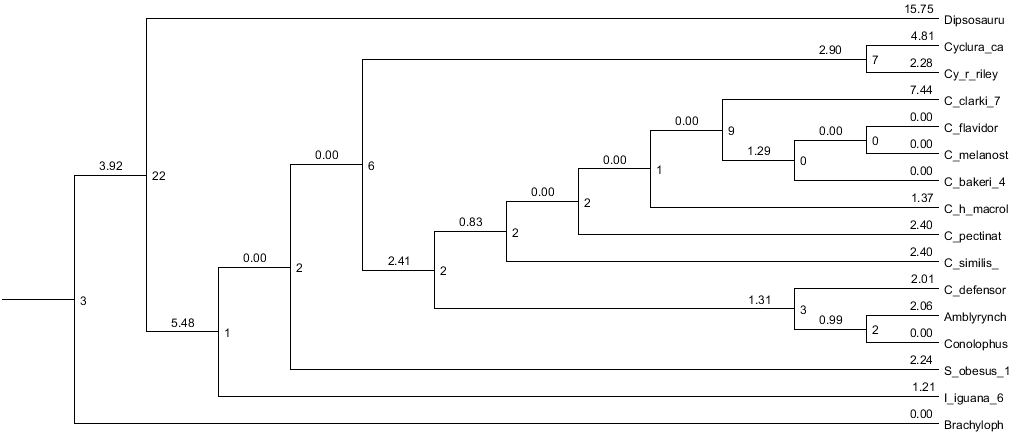 15.75
Dipsosauru
4.81
Cyclura_ca
2.90
7
2.28
Cy_r_riley
7.44
C_clarki_7
0.00
C_flavidor
0.00
9
0.00
0
0.00
C_melanost
1.29
0
0.00
0.00
1
3.92
22
6
0.00
C_bakeri_4
0.00
2
1.37
C_h_macrol
0.83
2
2.40
C_pectinat
0.00
2
2.41
2
2.40
C_similis_
2.01
C_defensor
3
1.31
3
2.06
Amblyrynch
5.48
1
0.99
2
0.00
Conolophus
2.24
S_obesus_1
1.21
I_iguana_6
0.00
Brachyloph